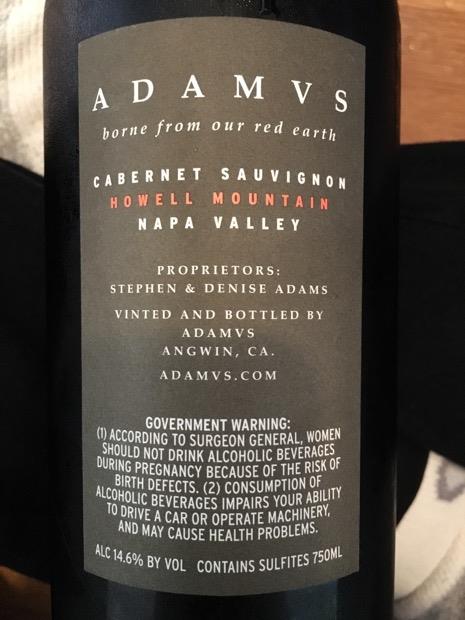 ADAMVS
borne from our red earth
CABERNET SAUVIGNON
HOWELL MOUNTAIN
NAPA VALLEY
PROPRIETORS:
STEPHEN & DENISE ADAMS
VINTED AND BOTTLED BY
ADAMVS
ANGWIN, CA.
ADAMVS.COM
GOVERNMENT WARNING:
(1) ACCORDING TO SURGEON GENERAL, WOMEN
SHOULD NOT DRINK ALCOHOLIC BEVERAGES
DURING PREGNANCY BECAUSE OF THE RISK OF
BIRTH DEFECTS. (2) CONSUMPTION OF
ALCOHOLIC BEVERAGES IMPAIRS YOUR ABILITY
TO DRIVE A CAR OR OPERATE MACHINERY,
AND MAY CAUSE HEALTH PROBLEMS.
ALC 14.6% BY VOL CONTAINS SULFITES 750ML